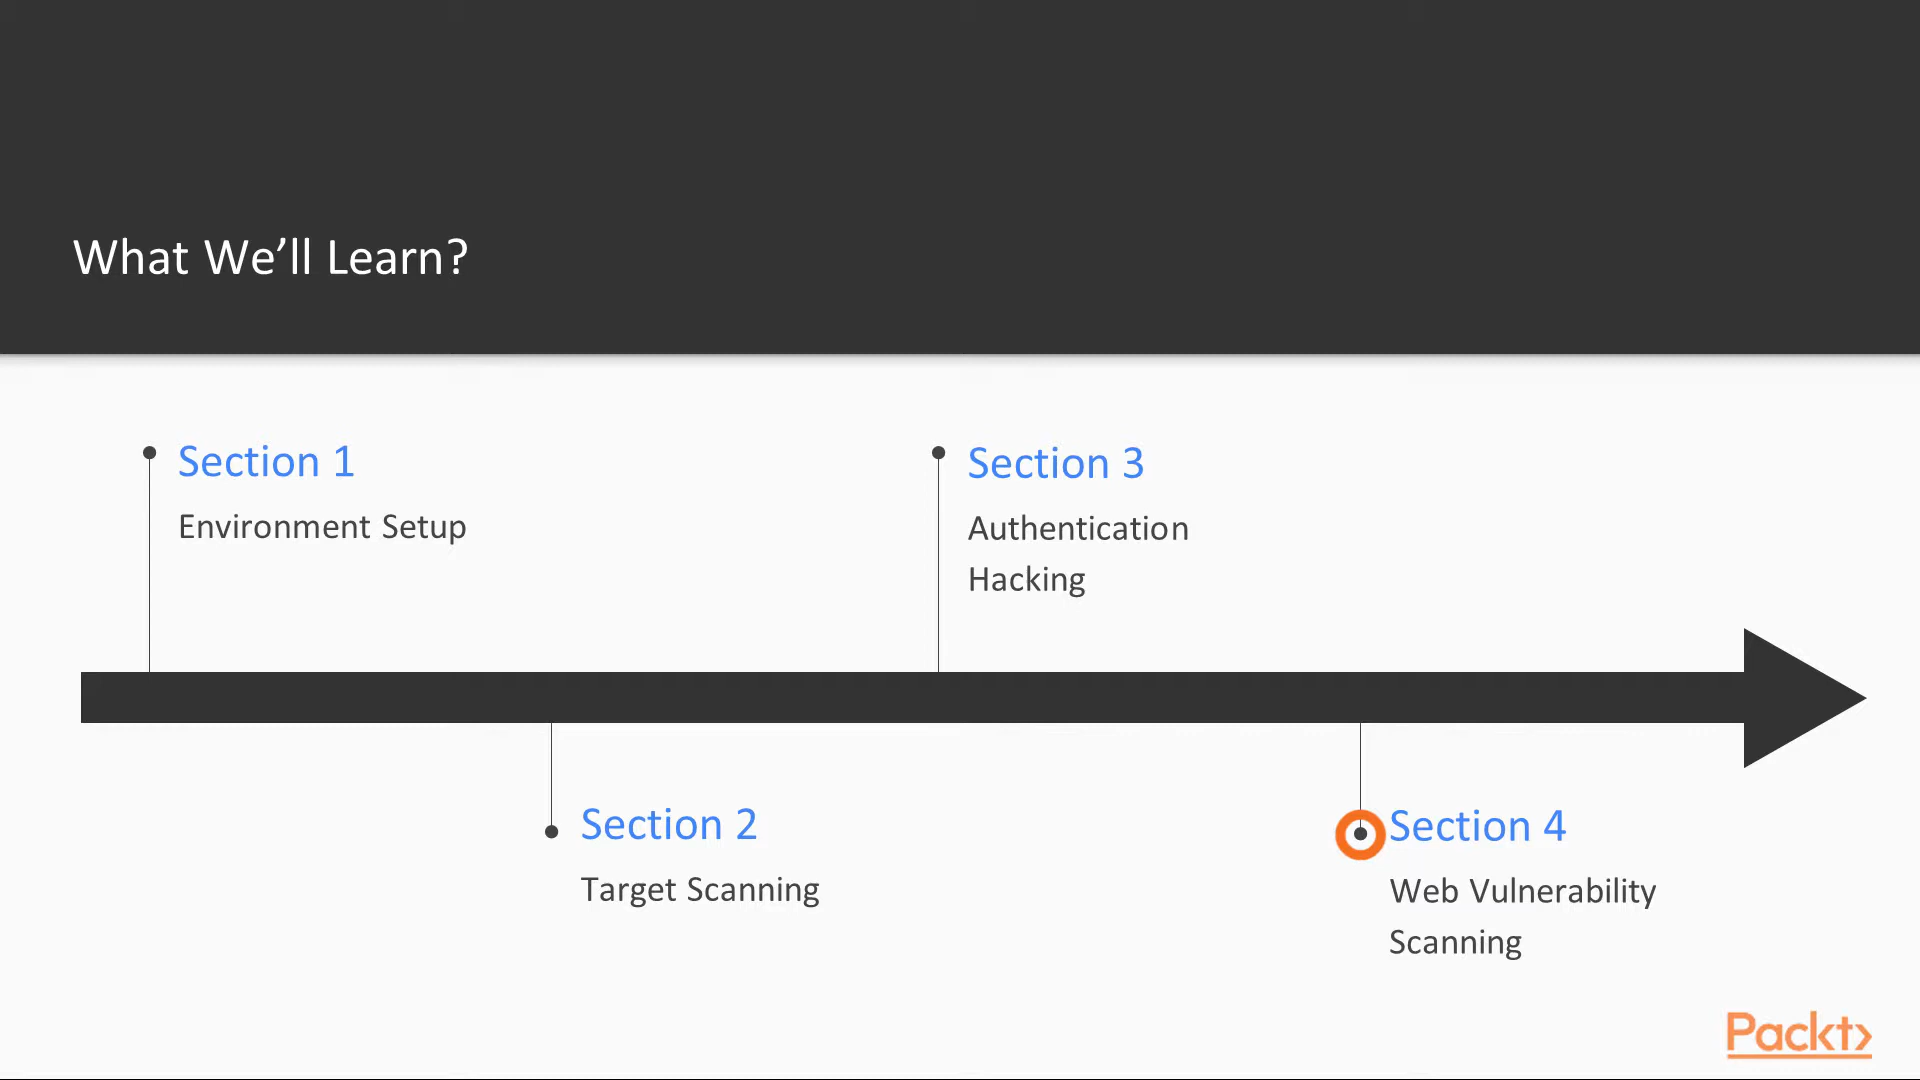 What We’ll Learn?
Section 1
Environment Setup
Section 3
Authentication
Hacking
Section 2
Target Scanning
Section 4
Web Vulnerability
Scanning
Packt>